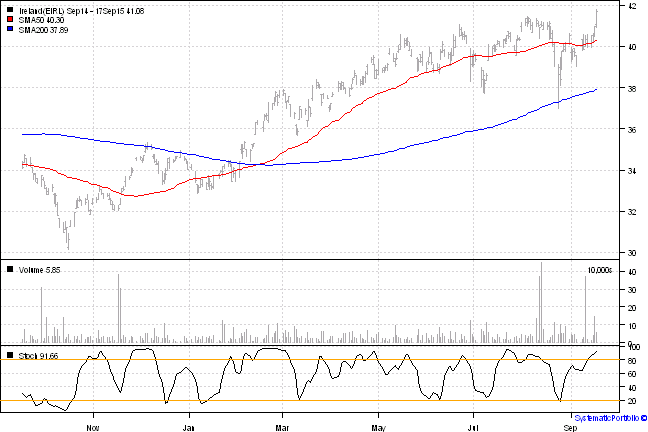 Ireland(EIRL) Sep14 - 17Sep15 41.08
SMA50 40.30
SMA200 37.89
42
40
38
36
34
32
30
Volume 5.85
10,000s
40
30
20
10
0
Stoch 91.66
100
80
60
40
20
Nov Jan Mar May Jul Sep
SystematicPortfolio ©